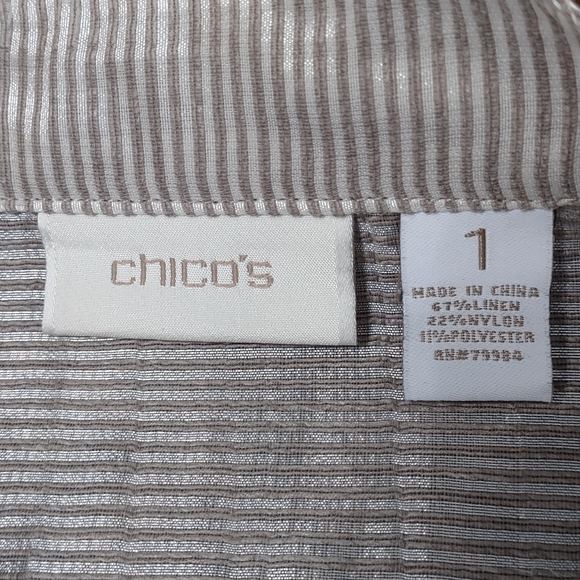 chico's
1
MADE IN CHINA
67%LINEN
22%NYLON
11%POLYESTER
RN#79984